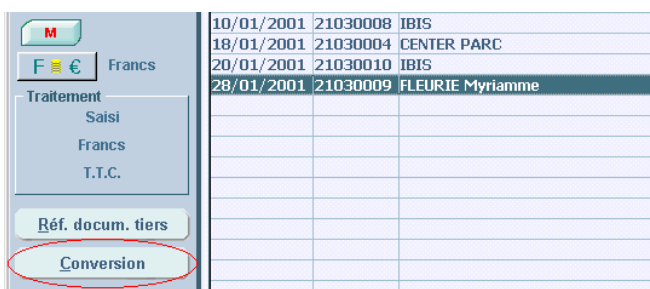 M
F € Francs
Traitement
Saisi
Francs
T.T.C.
Réf. docum. tiers
Conversion
10/01/2001 21030008 IBIS
18/01/2001 21030004 CENTER PARC
20/01/2001 21030010 IBIS
28/01/2001 21030009 FLEURIE Myriamme